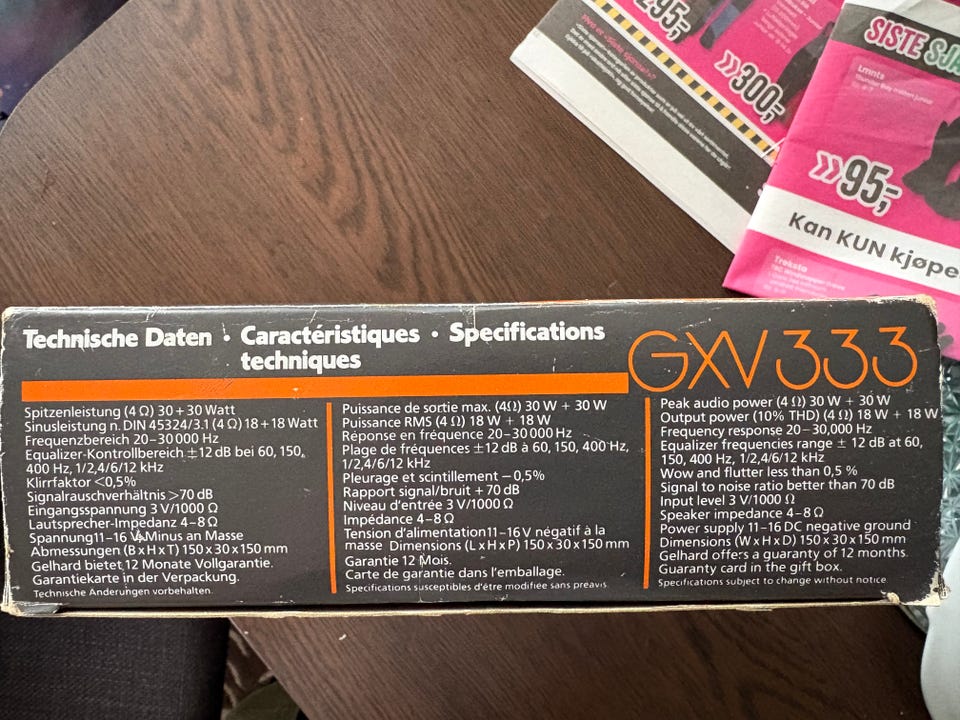 295,-
»300,-
SISTE SJA
Lmnts
»95,-
Kan KUN kjøpe
Treksta
Technische Daten · Caractéristiques · Specifications
techniques
GXV 333
Spitzenleistung (4 Ω) 30 + 30 Watt
Sinusleistung n. DIN 45324/3.1 (4 Ω) 18 + 18 Watt
Frequenzbereich 20–30 000 Hz
Equalizer-Kontrollbereich ±12 dB bei 60, 150,
400 Hz, 1/2,4/6/12 kHz
Klirrfaktor <0,5%
Signalrauschverhältnis >70 dB
Eingangsspannung 3 V/1000 Ω
Lautsprecher-Impedanz 4–8 Ω
Spannung 11–16 V Minus an Masse
Abmessungen (B x H x T) 150 x 30 x 150 mm
Gelhard bietet 12 Monate Vollgarantie.
Garantiekarte in der Verpackung.
Technische Änderungen vorbehalten.
Puissance de sortie max. (4Ω) 30 W + 30 W
Puissance RMS (4 Ω) 18 W + 18 W
Réponse en fréquence 20–30 000 Hz
Plage de fréquences ±12 dB à 60, 150, 400 Hz,
1/2,4/6/12 kHz
Pleurage et scintillement – 0,5%
Rapport signal/bruit + 70 dB
Niveau d'entrée 3 V/1000 Ω
Impédance 4–8 Ω
Tension d'alimentation 11–16 V négatif à la
masse Dimensions (L x H x P) 150 x 30 x 150 mm
Garantie 12 Mois.
Carte de garantie dans l'emballage.
Specifications susceptibles d'être modifiée sans preavis
Peak audio power (4 Ω) 30 W + 30 W
Output power (10% THD) (4 Ω) 18 W + 18 W
Frequency response 20–30,000 Hz
Equalizer frequencies range ± 12 dB at 60,
150, 400 Hz, 1/2,4/6/12 kHz
Wow and flutter less than 0,5 %
Signal to noise ratio better than 70 dB
Input level 3 V/1000 Ω
Speaker impedance 4–8 Ω
Power supply 11–16 DC negative ground
Dimensions (W x H x D) 150 x 30 x 150 mm
Gelhard offers a guaranty of 12 months.
Guaranty card in the gift box.
Specifications subject to change without notice